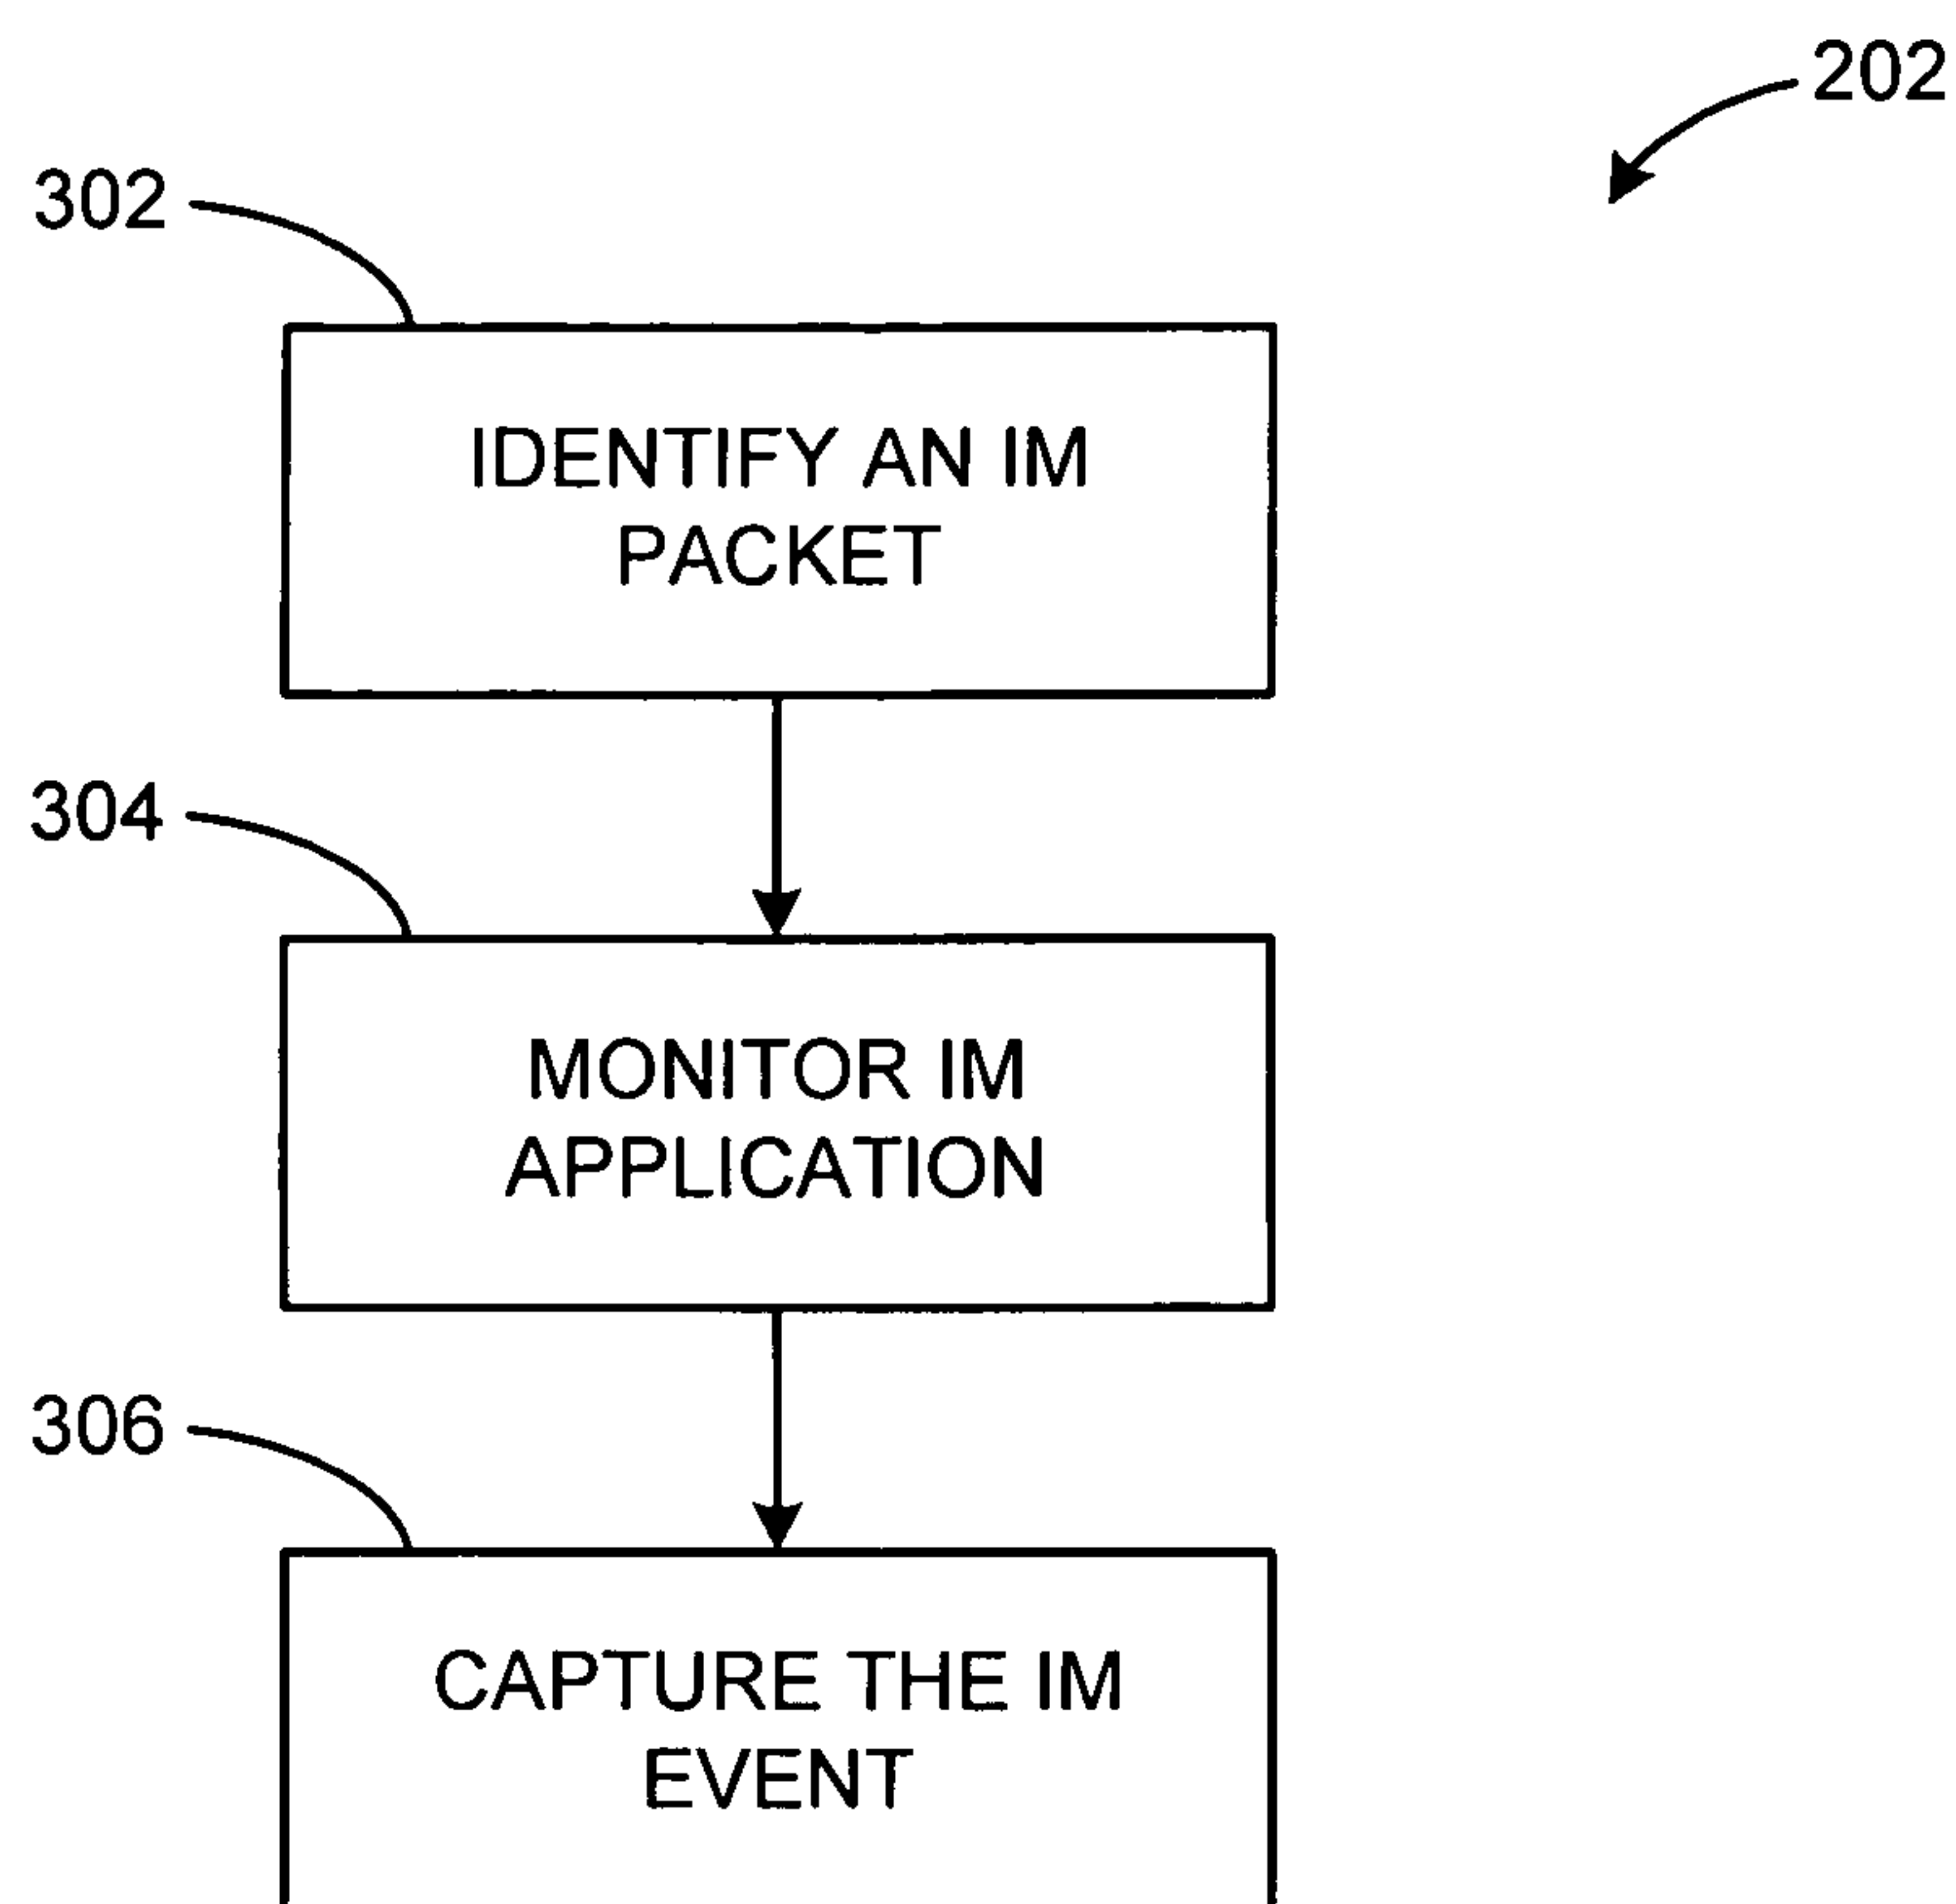 202
302
IDENTIFY AN IM
PACKET
304
MONITOR IM
APPLICATION
306
CAPTURE THE IM
EVENT